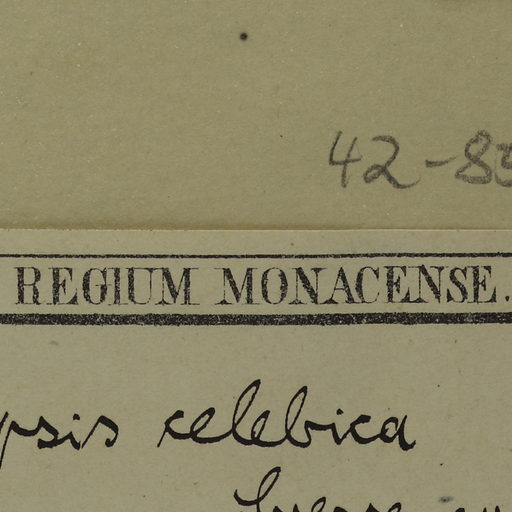 42-85
REGIUM MONACENSE.
psis celebica